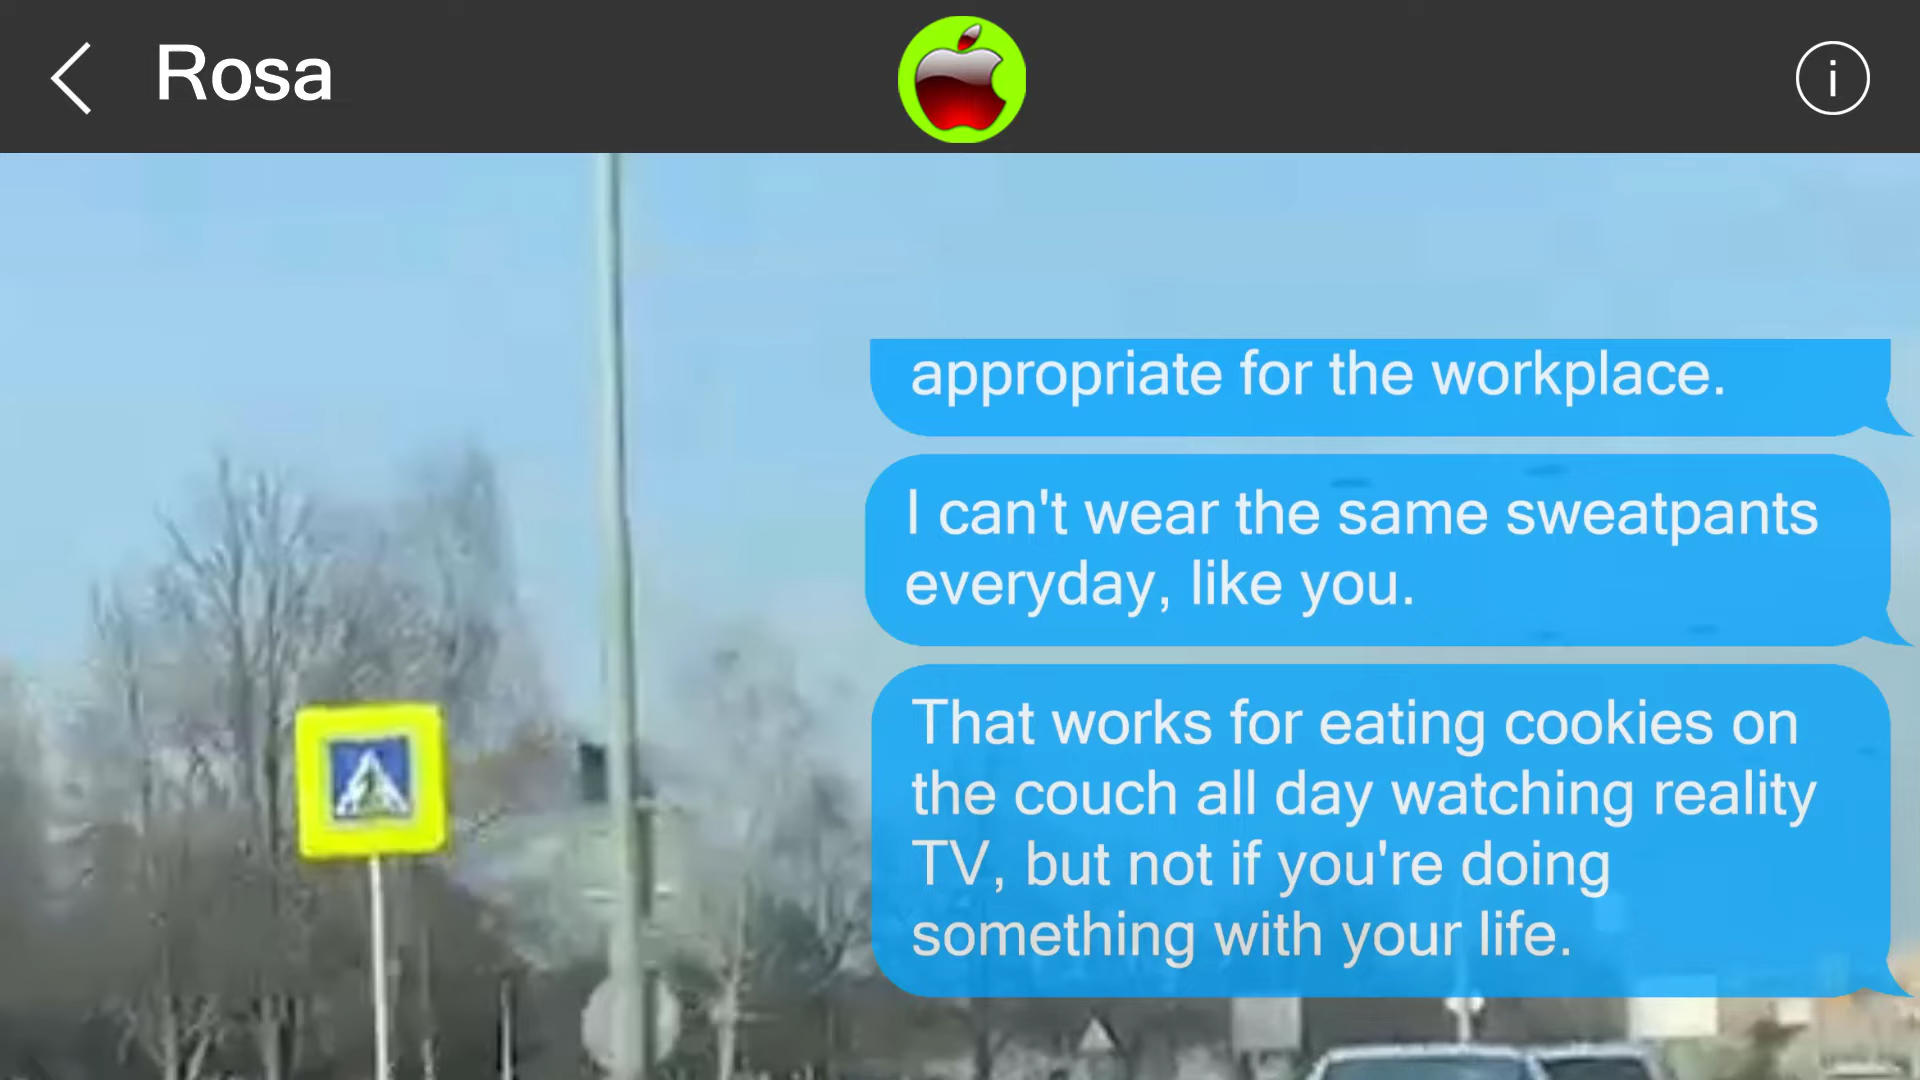 Rosa
i
appropriate for the workplace.
I can't wear the same sweatpants
everyday, like you.
That works for eating cookies on
the couch all day watching reality
TV, but not if you're doing
something with your life.